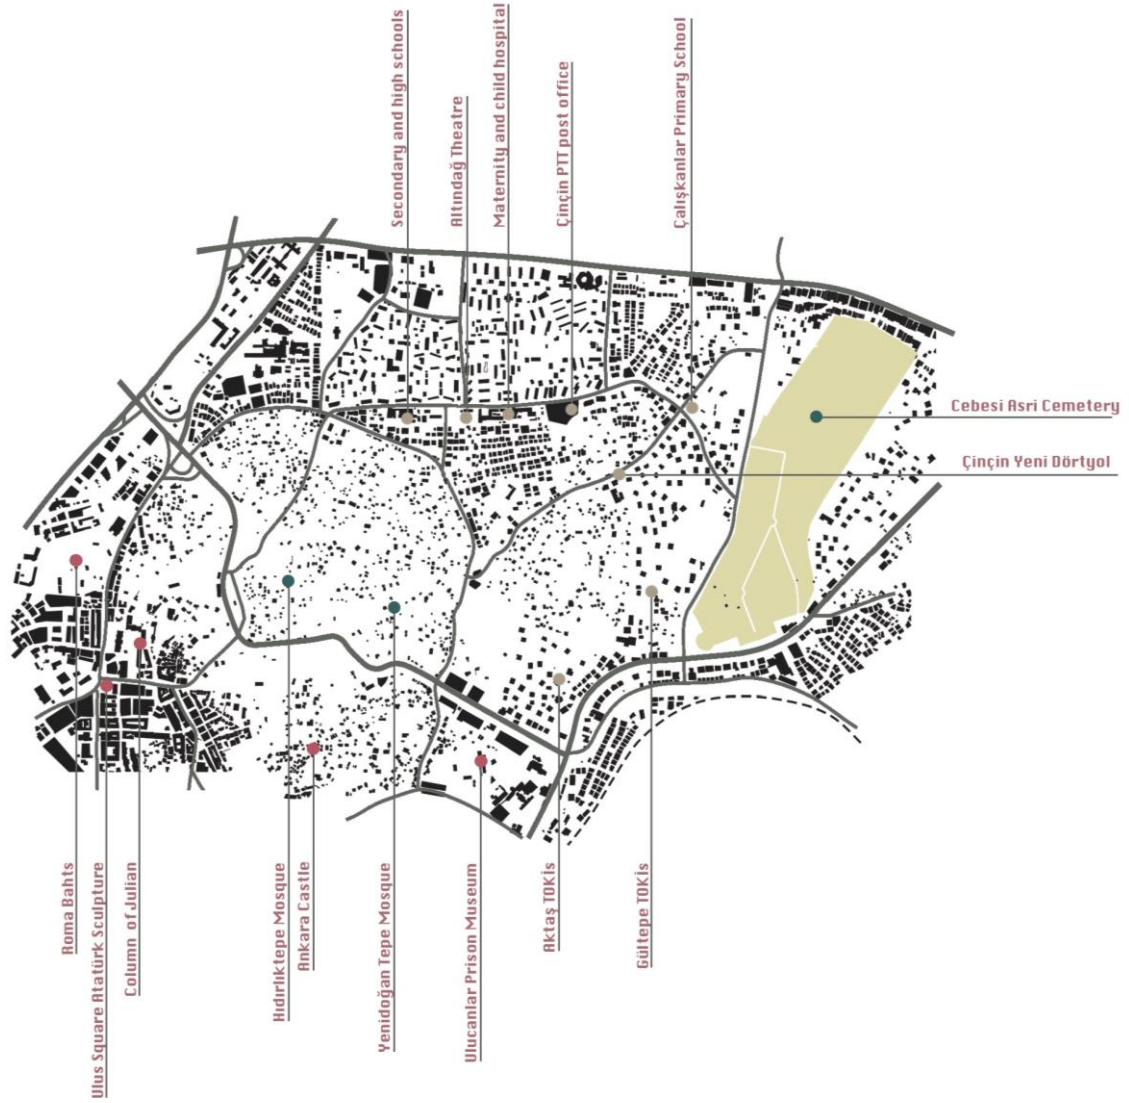 Secondary and high schools
Altındağ Theatre
Maternity and child hospital
Çinçin PTT post office
Çalışkanlar Primary School
Cebesi Asri Cemetery
Çinçin Yeni Dörtyol
Roma Bahts
Ulus Square Atatürk Sculpture
Column of Julian
Hıdırlıktepe Mosque
Ankara Castle
Yenidoğan Tepe Mosque
Ulucanlar Prison Museum
Aktaş TOKİs
Gültepe TOKİs